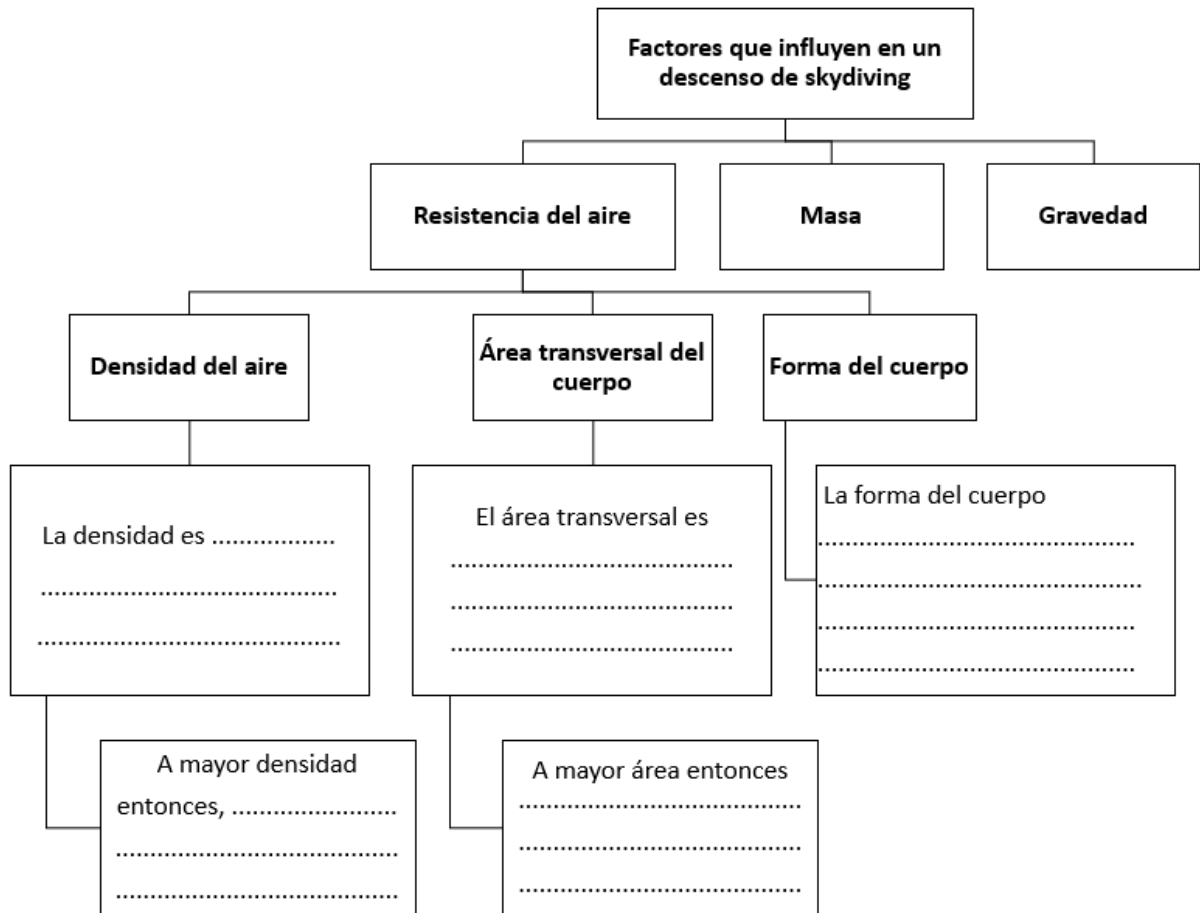 Factores que influyen en un
descenso de skydiving
Resistencia del aire
Masa
Gravedad
Densidad del aire
Área transversal del
cuerpo
Forma del cuerpo
La densidad es ..................
............................................
.............................................
El área transversal es
..........................................
..........................................
..........................................
La forma del cuerpo
...............................................
................................................
...............................................
...............................................
A mayor densidad
entonces, ........................
..........................................
..........................................
A mayor área entonces
..........................................
..........................................
..........................................